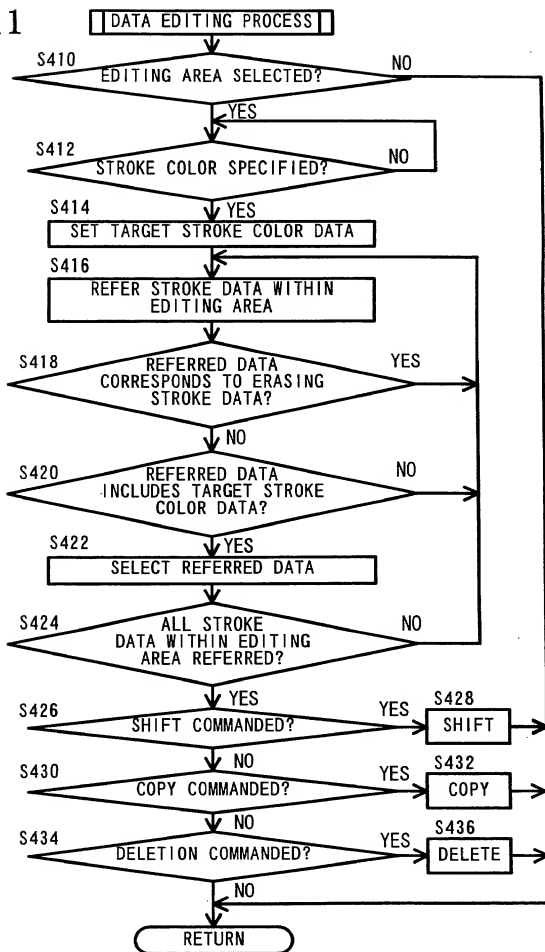 11
DATA EDITING PROCESS
S410
EDITING AREA SELECTED?
NO
YES
S412
STROKE COLOR SPECIFIED?
NO
YES
S414
SET TARGET STROKE COLOR DATA
S416
REFER STROKE DATA WITHIN
EDITING AREA
S418
REFERRED DATA
CORRESPONDS TO ERASING
STROKE DATA?
YES
NO
S420
REFERRED DATA
INCLUDES TARGET STROKE
COLOR DATA?
NO
YES
S422
SELECT REFERRED DATA
S424
ALL STROKE
DATA WITHIN EDITING
AREA REFERRED?
NO
YES
S426
SHIFT COMMANDED?
YES
S428
SHIFT
NO
S430
COPY COMMANDED?
YES
S432
COPY
NO
S434
DELETION COMMANDED?
YES
S436
DELETE
NO
RETURN